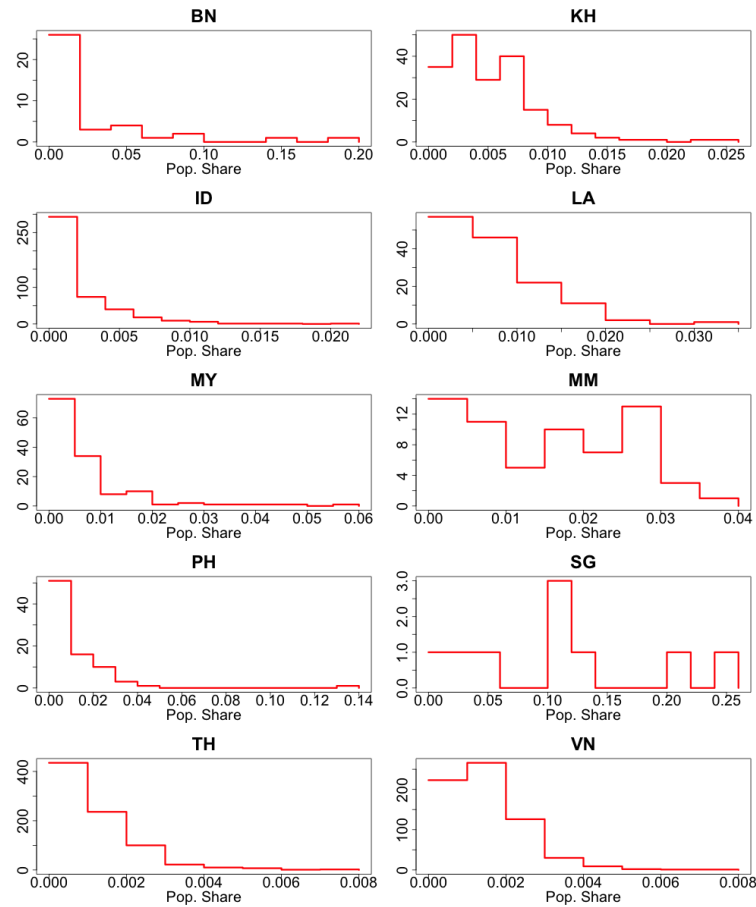 BN
0 10 20
0.00 0.05 0.10 0.15 0.20
Pop. Share
KH
0 20 40
0.000 0.005 0.010 0.015 0.020 0.026
Pop. Share
ID
0 100 250
0.000 0.005 0.010 0.015 0.020
Pop. Share
LA
0 20 40
0.000 0.010 0.020 0.030
Pop. Share
MY
0 20 40 60
0.00 0.01 0.02 0.03 0.04 0.05 0.06
Pop. Share
MM
0 4 8 12
0.00 0.01 0.02 0.03 0.04
Pop. Share
PH
0 20 40
0.00 0.02 0.04 0.06 0.08 0.10 0.12 0.14
Pop. Share
SG
0.0 1.0 2.0 3.0
0.00 0.05 0.10 0.15 0.20 0.26
Pop. Share
TH
0 200 400
0.000 0.002 0.004 0.006 0.008
Pop. Share
VN
0 100 200
0.000 0.002 0.004 0.006 0.008
Pop. Share